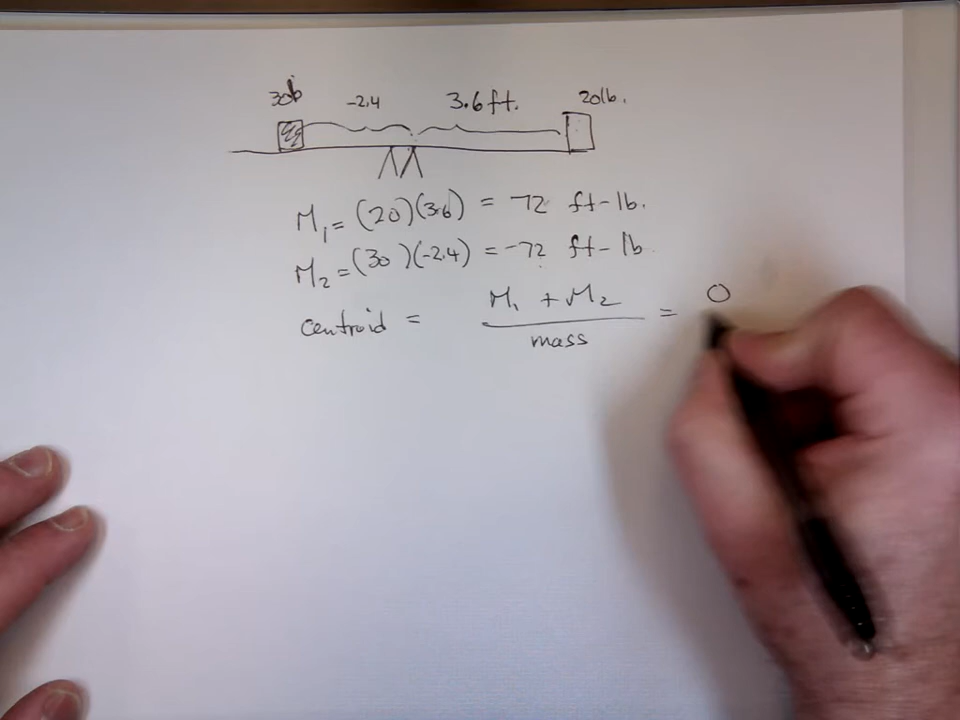 30lb -2.4 3.6 ft. 20lb.
M₁ = (20)(3.6) = 72 ft-lb.
M₂ = (30)(-2.4) = -72 ft-lb
centroid = M₁ + M₂ / mass = 0